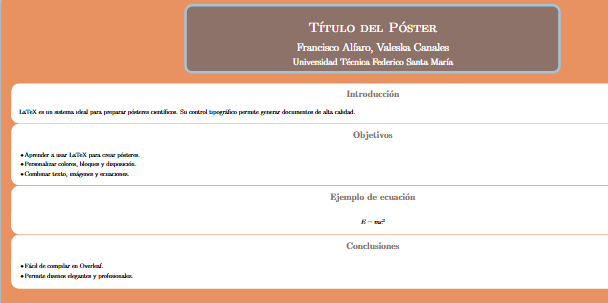 Título del Póster
Francisco Alfaro, Valeska Canales
Universidad Técnica Federico Santa María
Introducción
LaTeX es un sistema ideal para preparar pósteres científicos. Su control tipográfico permite generar documentos de alta calidad.
Objetivos
• Aprender a usar LaTeX para crear pósteres.
• Personalizar colores, bloques y disposición.
• Combinar texto, imágenes y ecuaciones.
Ejemplo de ecuación
E = mc²
Conclusiones
• Fácil de compilar en Overleaf.
• Permite diseños elegantes y profesionales.